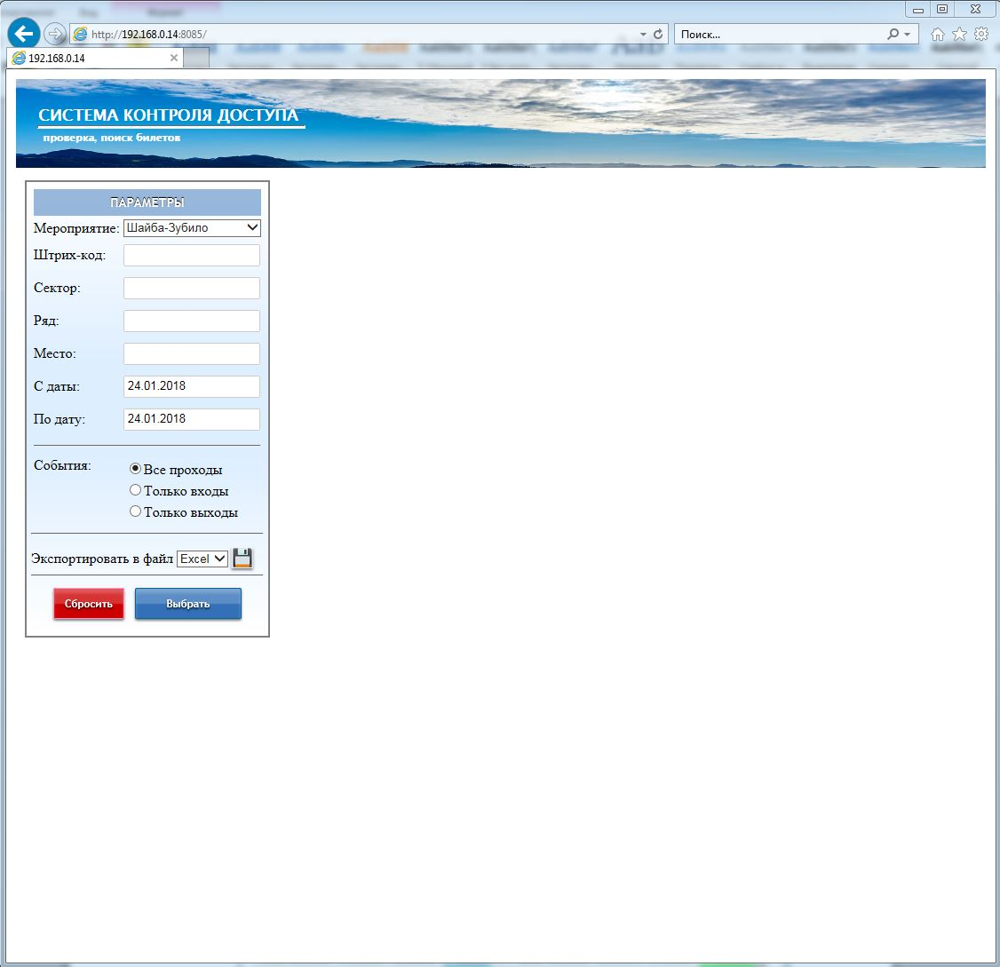 http://192.168.0.14:8085/
Поиск...
192.168.0.14
СИСТЕМА КОНТРОЛЯ ДОСТУПА
проверка, поиск билетов
ПАРАМЕТРЫ
Мероприятие: Шайба-Зубило
Штрих-код:
Сектор:
Ряд:
Место:
С даты: 24.01.2018
По дату: 24.01.2018
События: Все проходы
Только входы
Только выходы
Экспортировать в файл Excel
Сбросить Выбрать